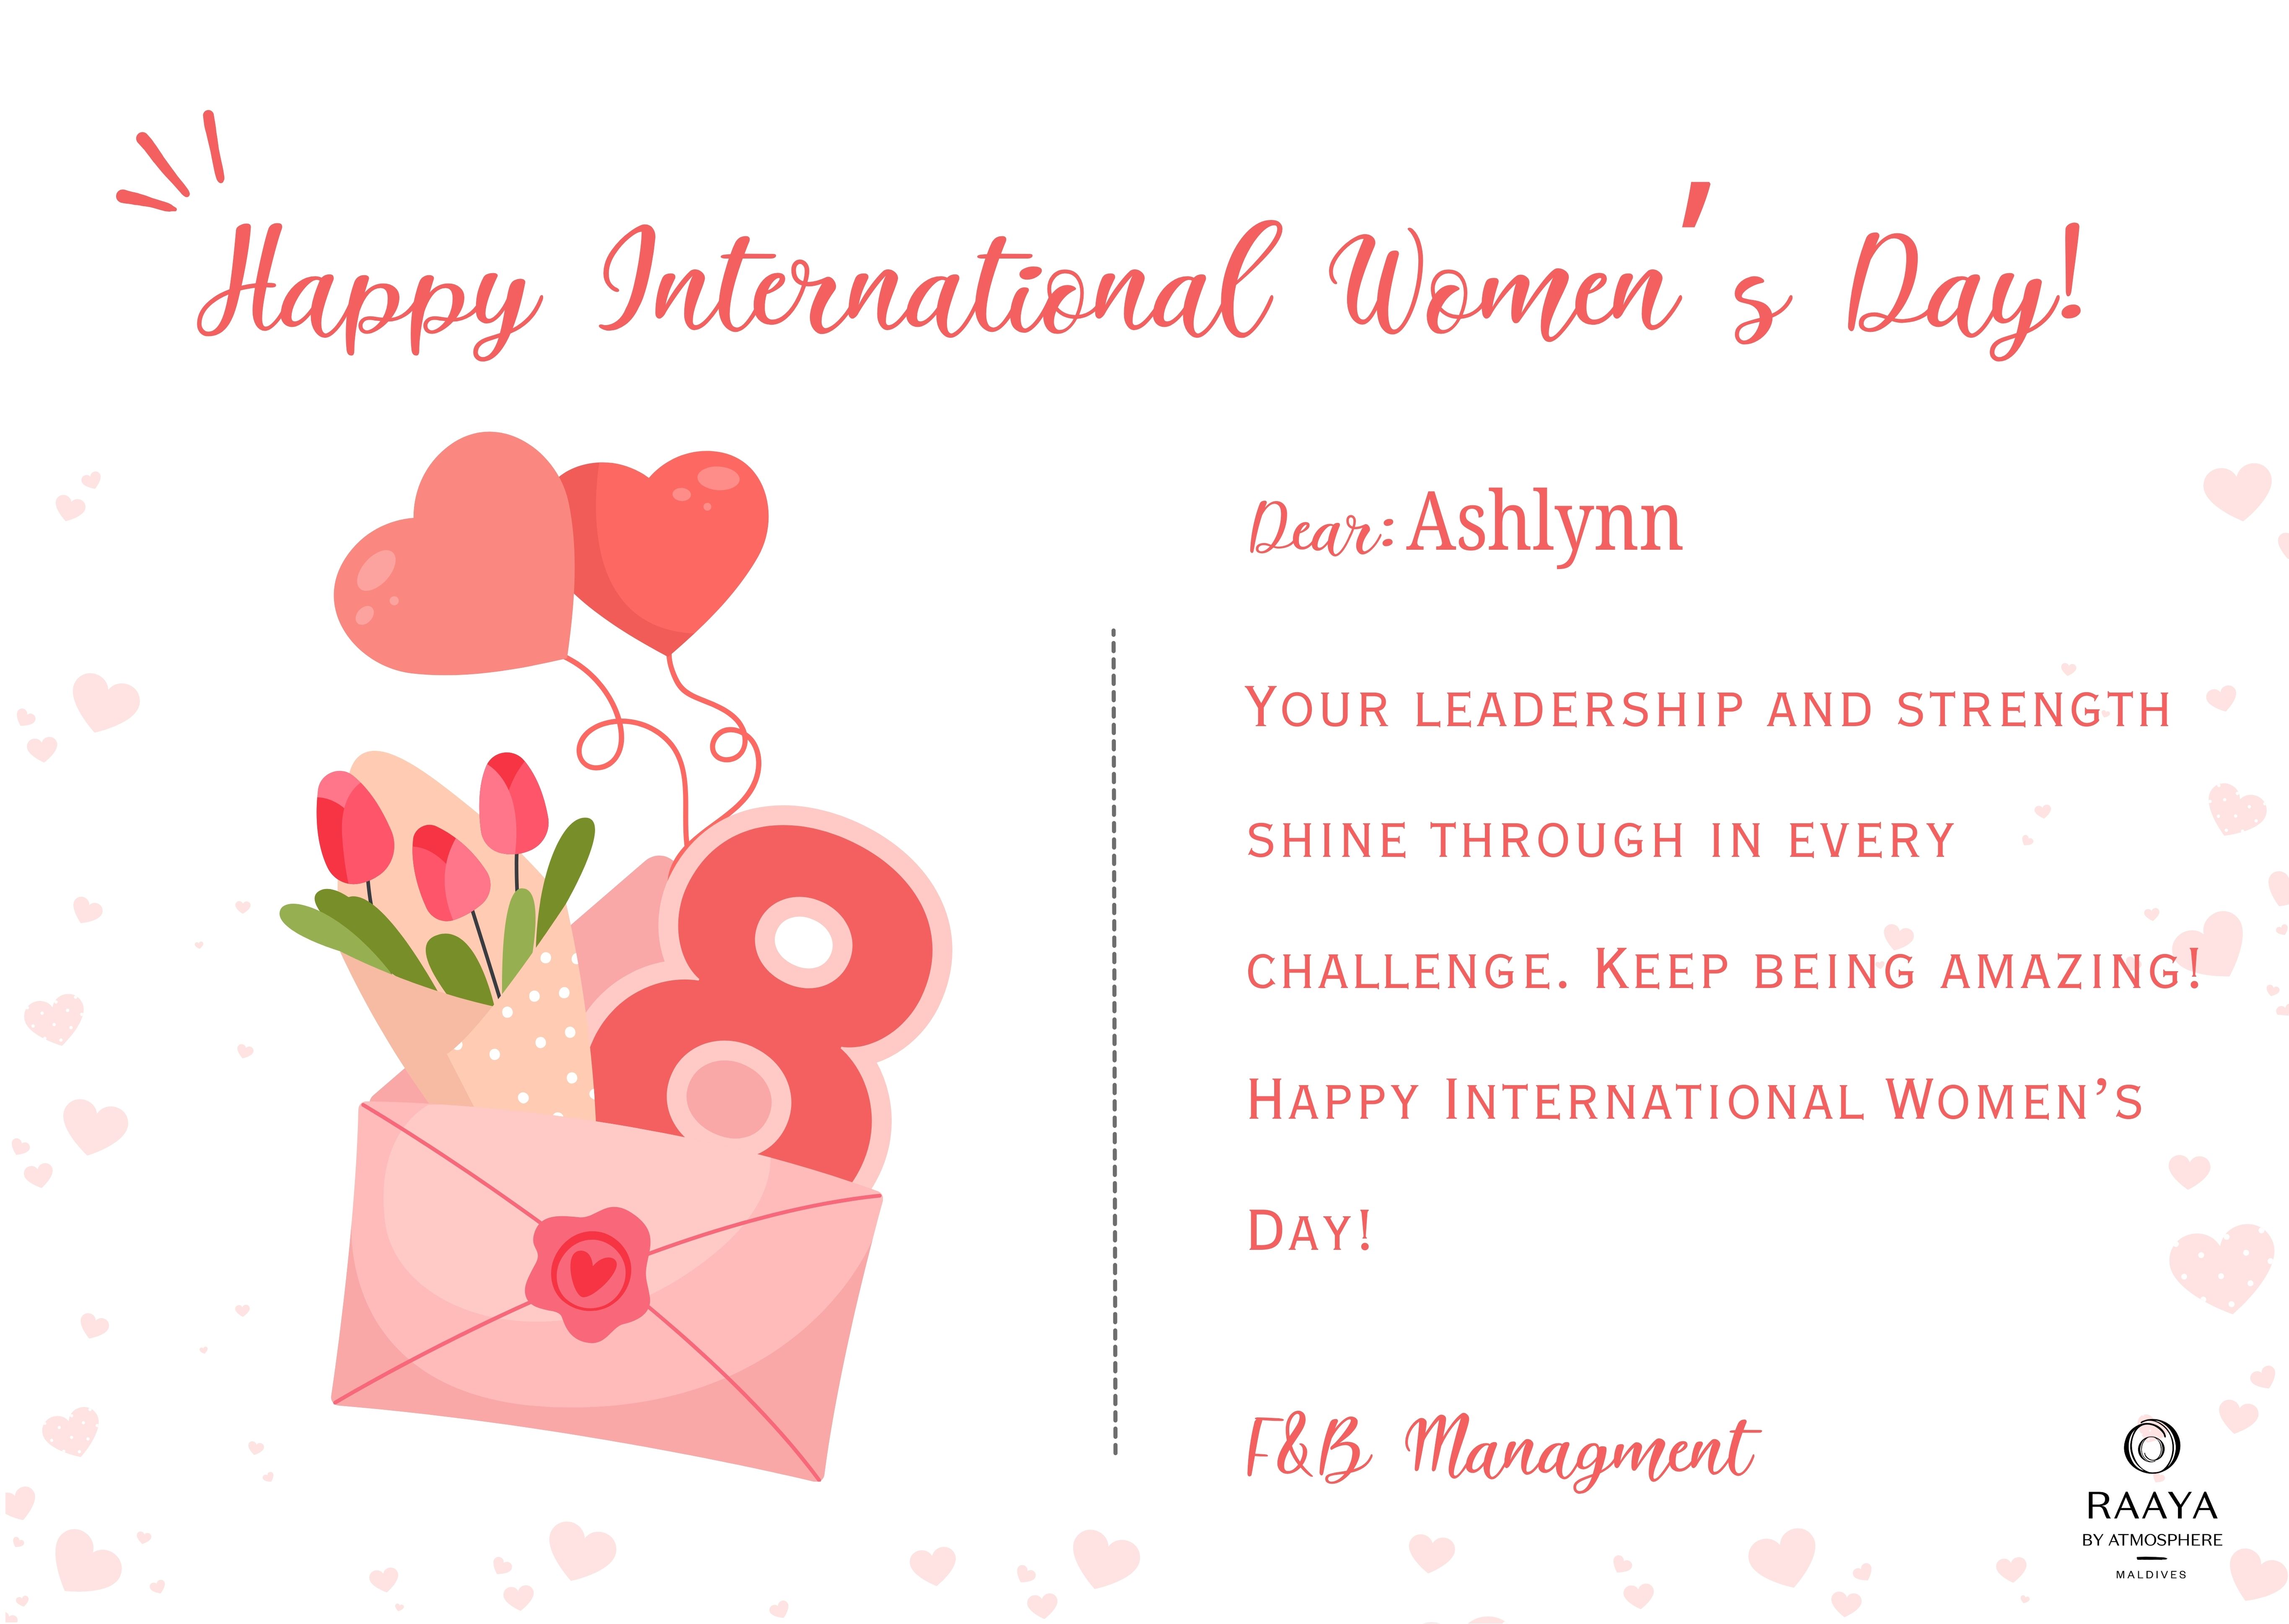 Happy International Women's Day!
Dear: Ashlynn
Your leadership and strength
shine through in every
challenge. Keep being amazing!
Happy International Women’s
Day!
F&B Managment
RAAYA
BY ATMOSPHERE
MALDIVES